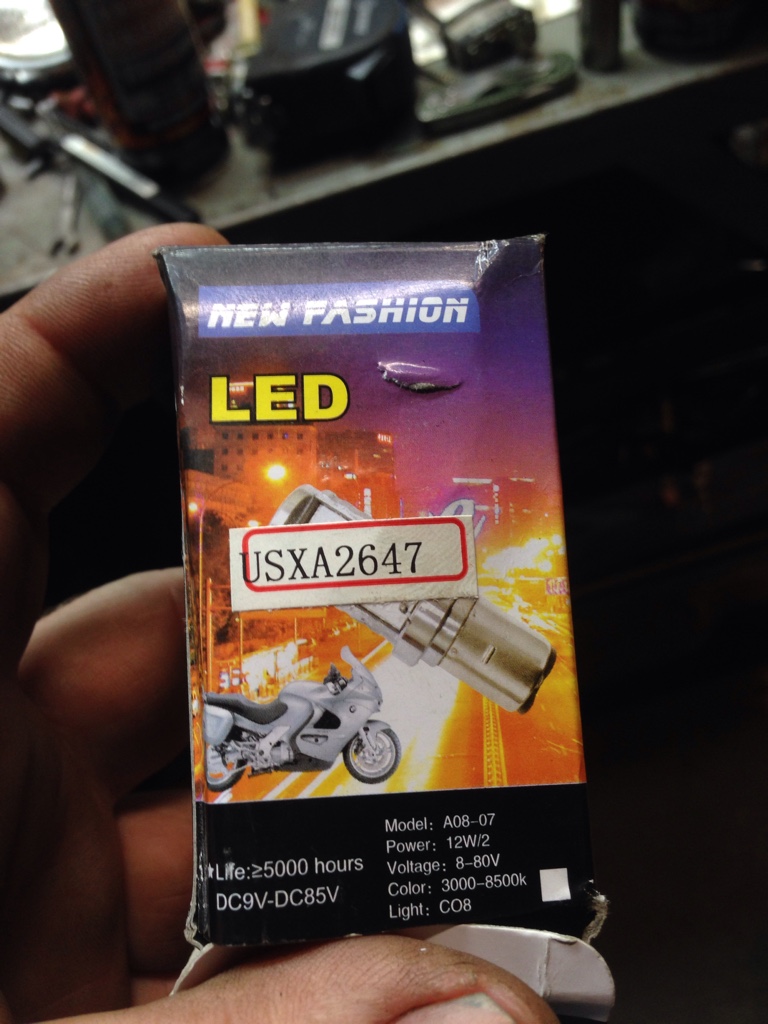 NEW FASHION
LED
USXA2647
*Life:≥5000 hours
DC9V-DC85V
Model: A08-07
Power: 12W/2
Voltage: 8-80V
Color: 3000-8500k
Light: CO8